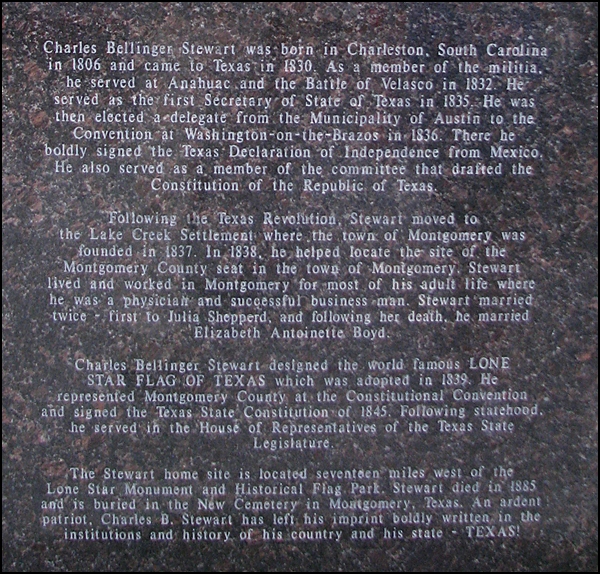 Charles Bellinger Stewart was born in Charleston, South Carolina
in 1806 and came to Texas in 1830. As a member of the militia,
he served at Anahuac and the Battle of Velasco in 1832. He
served as the first Secretary of State of Texas in 1835. He was
then elected a delegate from the Municipality of Austin to the
Convention at Washington-on-the-Brazos in 1836. There he
boldly signed the Texas Declaration of Independence from Mexico.
He also served as a member of the committee that drafted the
Constitution of the Republic of Texas.
Following the Texas Revolution, Stewart moved to
the Lake Creek Settlement where the town of Montgomery was
founded in 1837. In 1838, he helped locate the site of the
Montgomery County seat in the town of Montgomery. Stewart
lived and worked in Montgomery for most of his adult life where
he was a physician and successful business man. Stewart married
twice - first to Julia Shepperd, and following her death, he married
Elizabeth Antoinette Boyd.
Charles Bellinger Stewart designed the world famous LONE
STAR FLAG OF TEXAS which was adopted in 1839. He
represented Montgomery County at the Constitutional Convention
and signed the Texas State Constitution of 1845. Following statehood,
he served in the House of Representatives of the Texas State
Legislature.
The Stewart home site is located seventeen miles west of the
Lone Star Monument and Historical Flag Park. Stewart died in 1885
and is buried in the New Cemetery in Montgomery, Texas. An ardent
patriot, Charles B. Stewart has left his imprint boldly written in the
institutions and history of his country and his state - TEXAS!